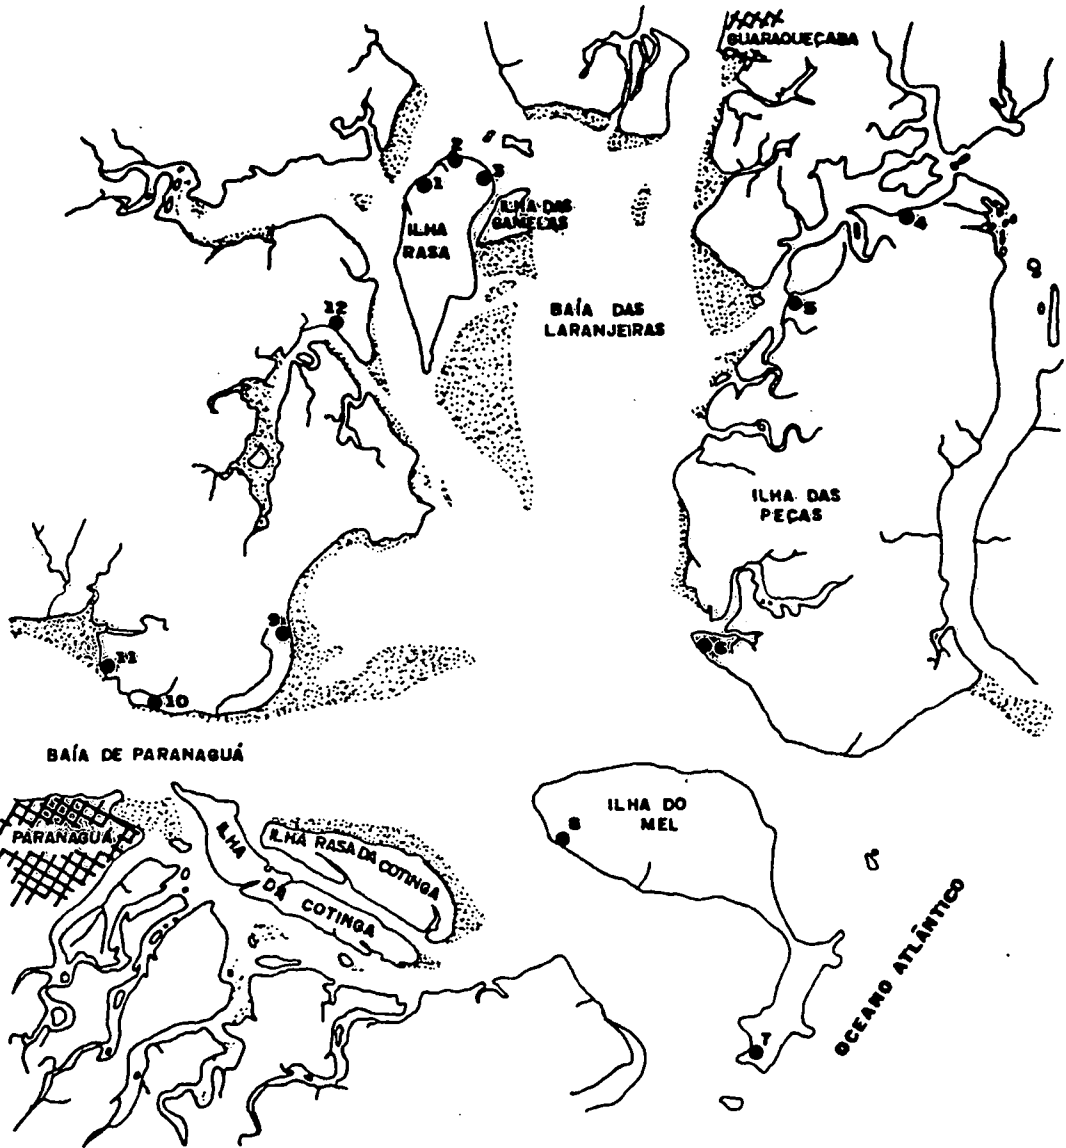 GUARAQUEÇABA
2
1
3
ILHA DAS
GAMELAS
ILHA
RASA
4
5
12
BAÍA DAS
LARANJEIRAS
ILHA DAS
PEÇAS
9
6
11
10
BAÍA DE PARANAGUÁ
PARANAGUÁ
ILHA
DA COTINGA
ILHA RASA DA COTINGA
ILHA DO
MEL
8
OCEANO ATLÂNTICO
7